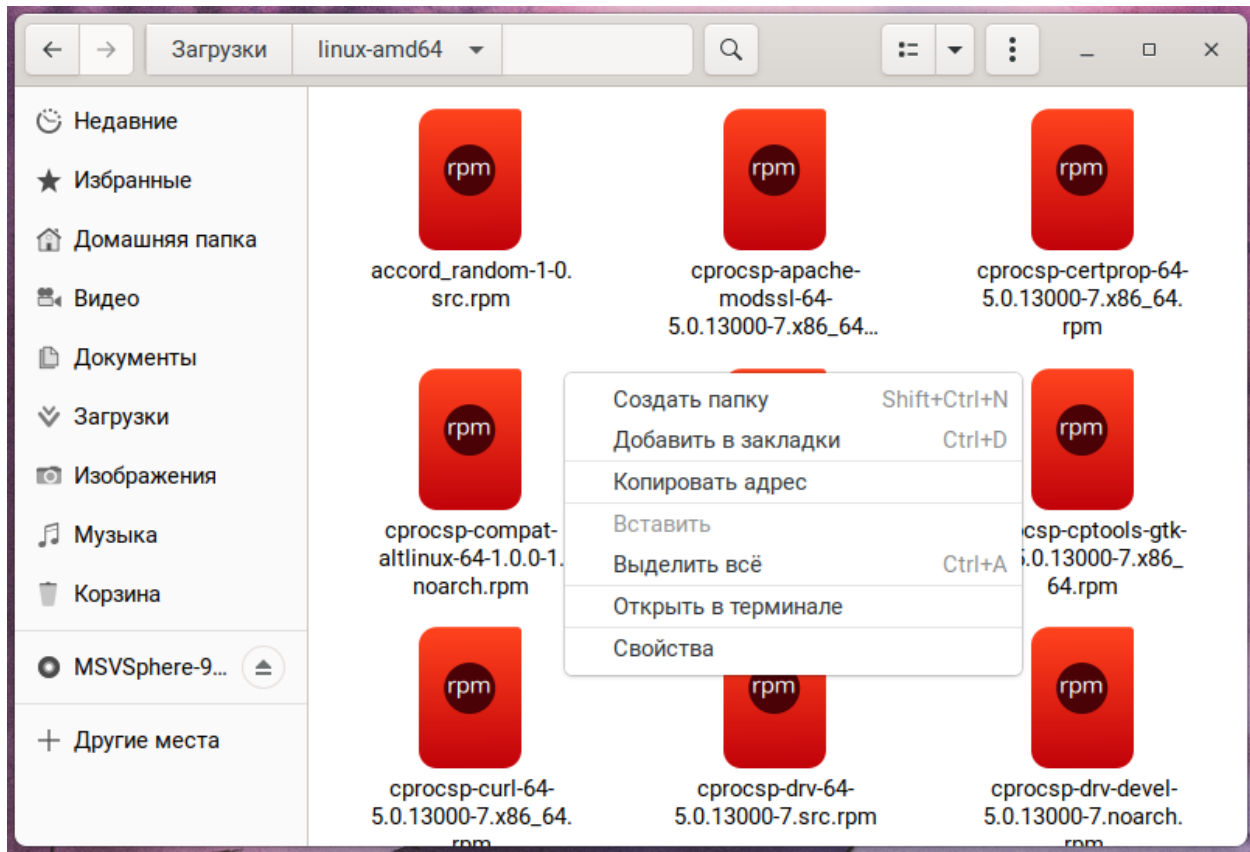 Загрузки
linux-amd64
Недавние
Избранные
Домашняя папка
Видео
Документы
Загрузки
Изображения
Музыка
Корзина
MSVSphere-9...
Другие места
rpm
accord_random-1-0.
src.rpm
rpm
cprocsp-apache-
modssl-64-
5.0.13000-7.x86_64...
rpm
cprocsp-certprop-64-
5.0.13000-7.x86_64.
rpm
rpm
cprocsp-compat-
altlinux-64-1.0.0-1.
noarch.rpm
Создать папку Shift+Ctrl+N
Добавить в закладки Ctrl+D
Копировать адрес
Вставить
Выделить всё Ctrl+A
Открыть в терминале
Свойства
rpm
csp-cptools-gtk-
.0.13000-7.x86_
64.rpm
rpm
cprocsp-curl-64-
5.0.13000-7.x86_64.
rpm
rpm
cprocsp-drv-64-
5.0.13000-7.src.rpm
rpm
cprocsp-drv-devel-
5.0.13000-7.noarch.
rpm